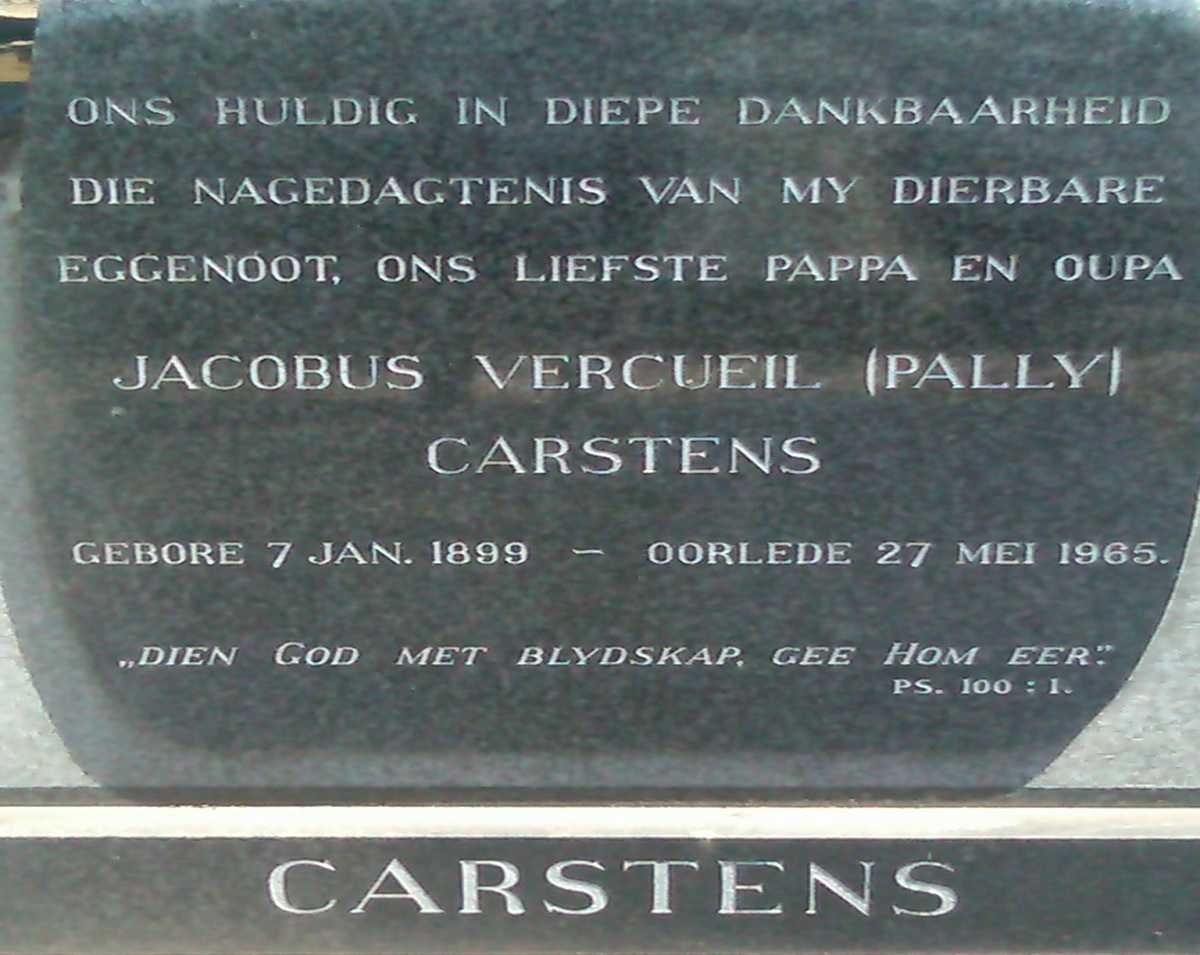 ONS HULDIG IN DIEPE DANKBAARHEID
DIE NAGEDAGTENIS VAN MY DIERBARE
EGGENOOT, ONS LIEFSTE PAPPA EN OUPA
JACOBUS VERCUEIL (PALLY)
CARSTENS
GEBORE 7 JAN. 1899 – OORLEDE 27 MEI 1965.
„DIEN GOD MET BLYDSKAP, GEE HOM EER”.
PS. 100 : 1.
CARSTENS